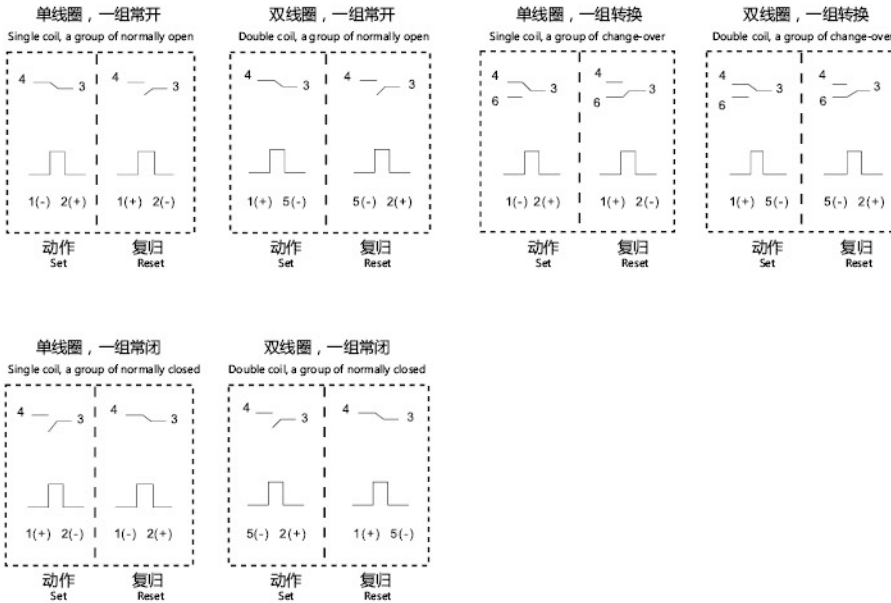 单线圈，一组常开
Single coil, a group of normally open
4 3 4 3
1(-) 2(+) 1(+) 2(-)
动作 复归
Set Reset
双线圈，一组常开
Double coil, a group of normally open
4 3 4 3
1(+) 5(-) 5(-) 2(+)
动作 复归
Set Reset
单线圈，一组转换
Single coil, a group of change-over
4 4
3 3
6 6
1(-) 2(+) 1(+) 2(-)
动作 复归
Set Reset
双线圈，一组转换
Double coil, a group of change-over
4 4
3 3
6 6
1(+) 5(-) 5(-) 2(+)
动作 复归
Set Reset
单线圈，一组常闭
Single coil, a group of normally closed
4 3 4 3
1(+) 2(-) 1(-) 2(+)
动作 复归
Set Reset
双线圈，一组常闭
Double coil, a group of normally closed
4 3 4 3
5(-) 2(+) 1(+) 5(-)
动作 复归
Set Reset